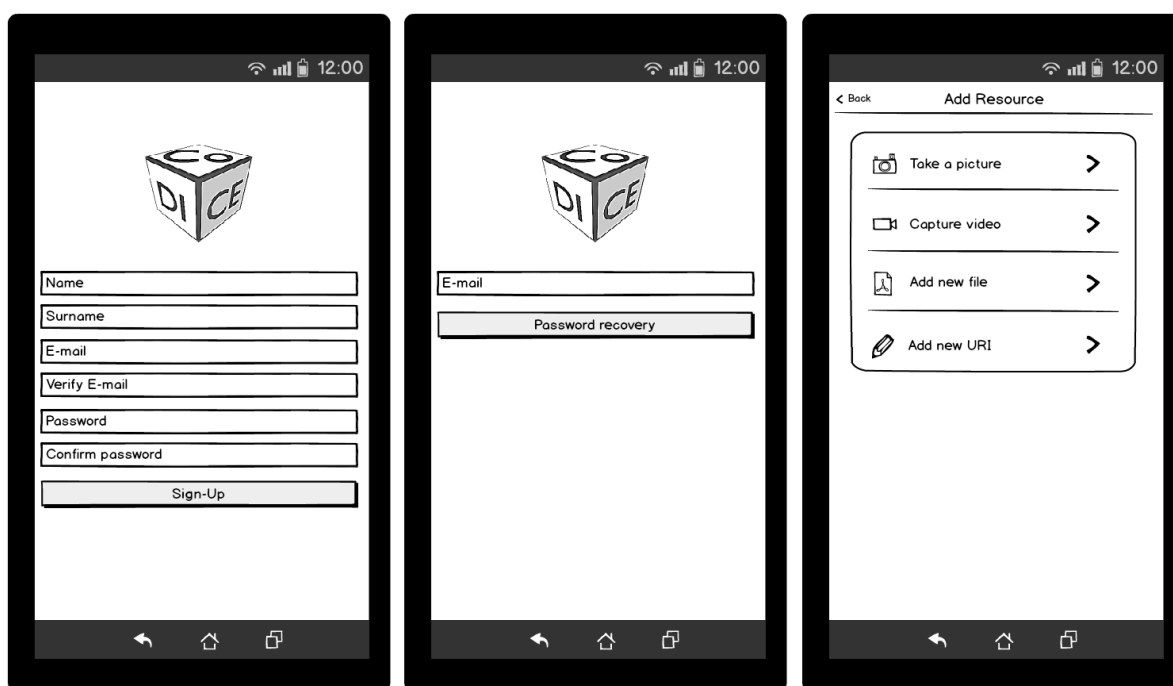 12:00
CO
DI CE
Name
Surname
E-mail
Verify E-mail
Password
Confirm password
Sign-Up
12:00
CO
DI CE
E-mail
Password recovery
12:00
< Back Add Resource
Take a picture
Capture video
Add new file
Add new URI